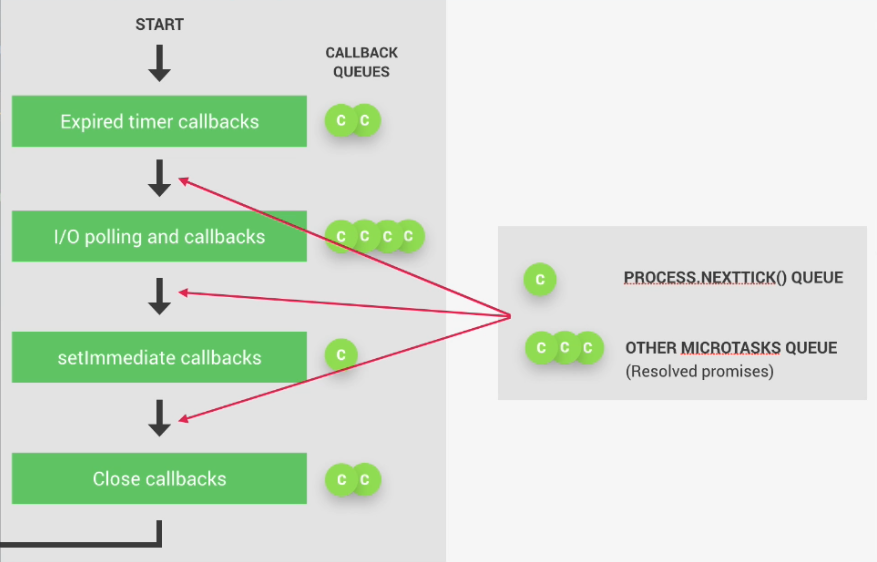 START
CALLBACK
QUEUES
Expired timer callbacks
C C
I/O polling and callbacks
C C C C
setImmediate callbacks
C
Close callbacks
C C
C
PROCESS.NEXTTICK() QUEUE
C C C
OTHER MICROTASKS QUEUE
(Resolved promises)